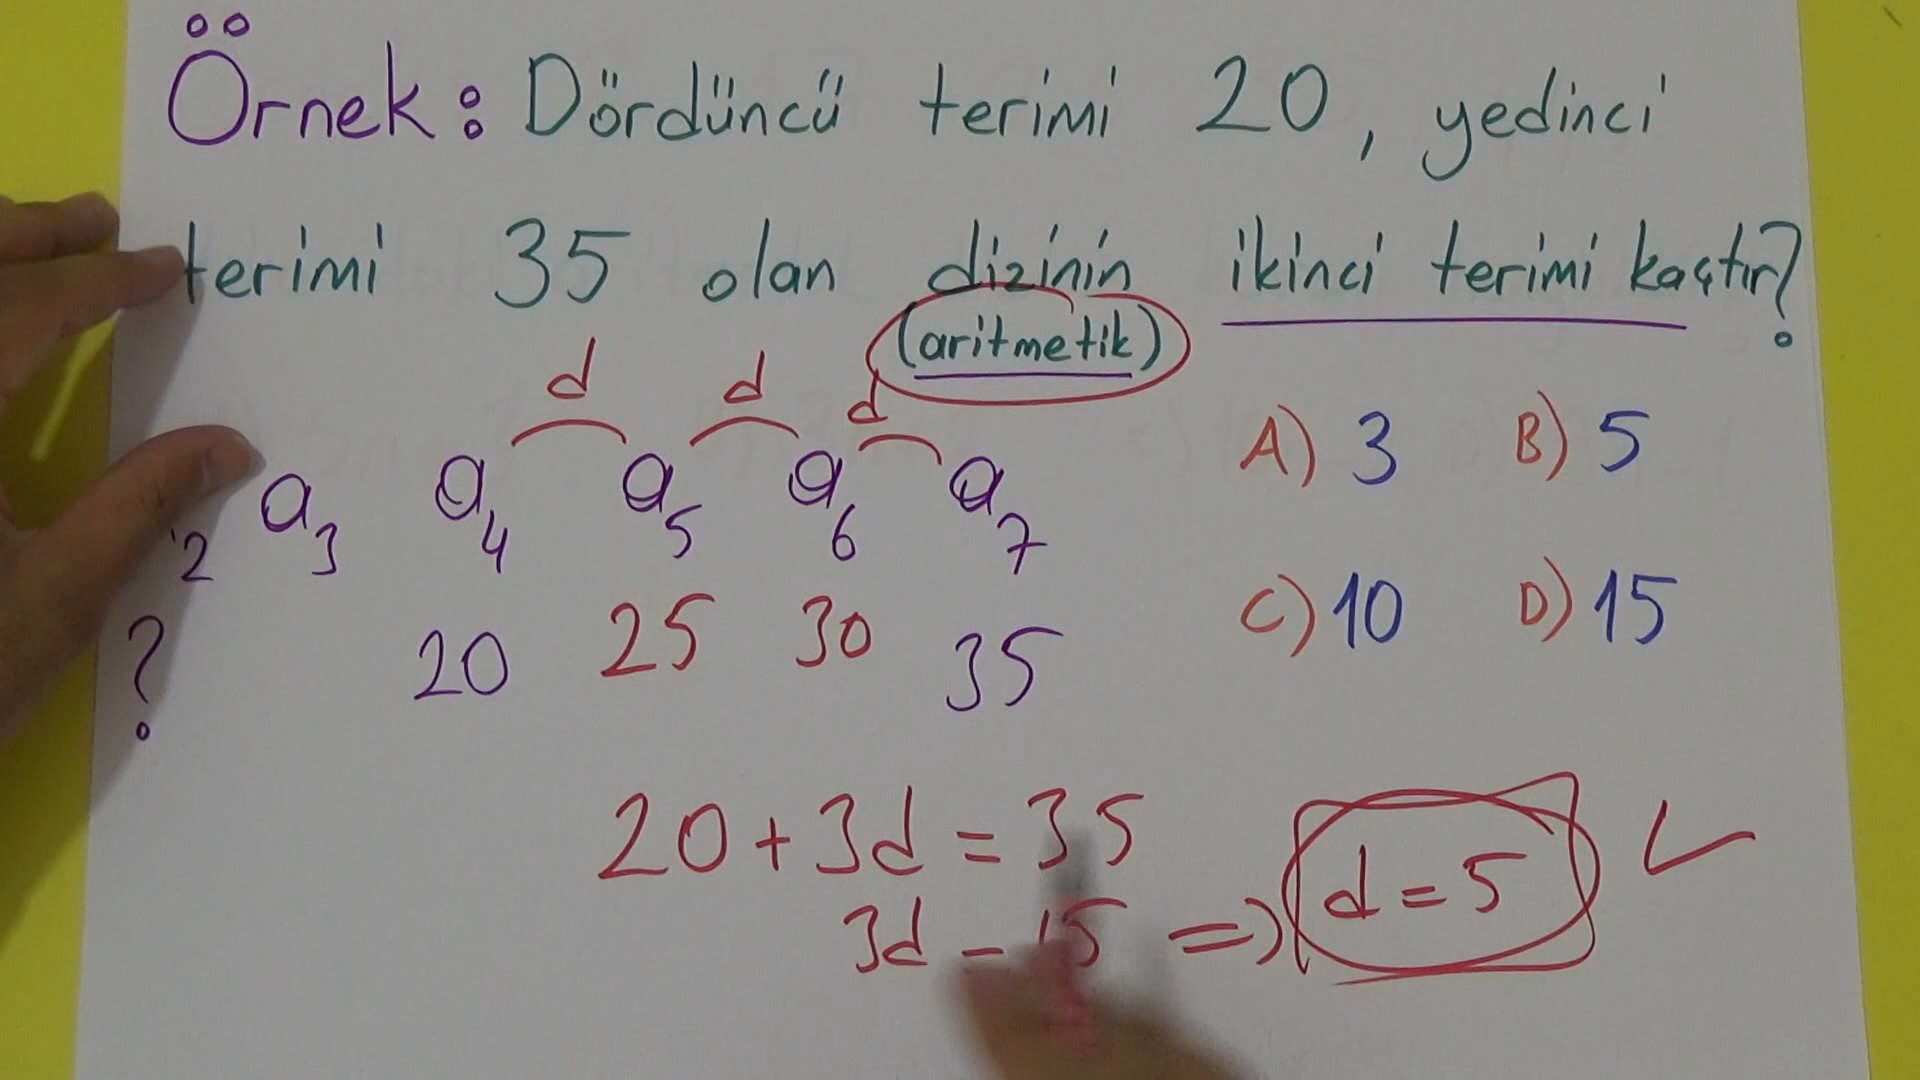 Örnek: Dördüncü terimi 20, yedinci
terimi 35 olan dizinin ikinci terimi kaçtır?
(aritmetik)
d d d
A) 3 B) 5
2 a3 a4 a5 a6 a7
C) 10 D) 15
? 20 25 30 35
20 + 3d = 35
3d = 15 => d = 5 ✓